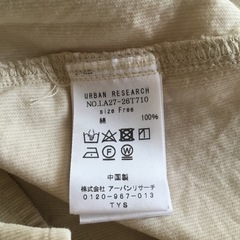 URBAN RESEARCH
NO.LA27-26T710
size Free
綿 100%
中国製
株式会社アーバンリサーチ
0120-967-013
TYS